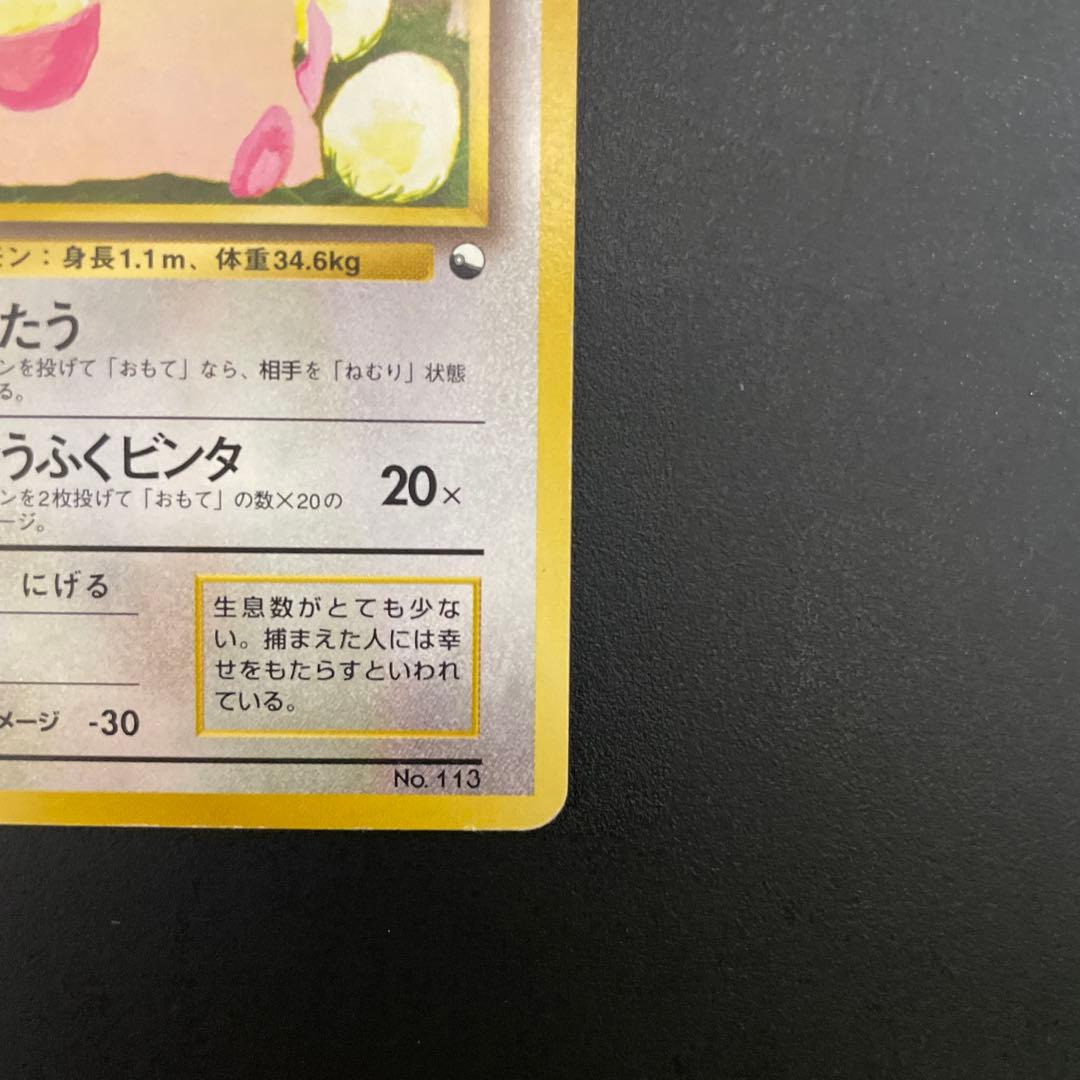 モン：身長1.1m、体重34.6kg
たう
ンを投げて「おもて」なら、相手を「ねむり」状態
る。
うふくビンタ
20×
ンを2枚投げて「おもて」の数×20の
ージ。
にげる
生息数がとても少な
い。捕まえた人には幸
せをもたらすといわれ
ている。
メージ -30
No. 113